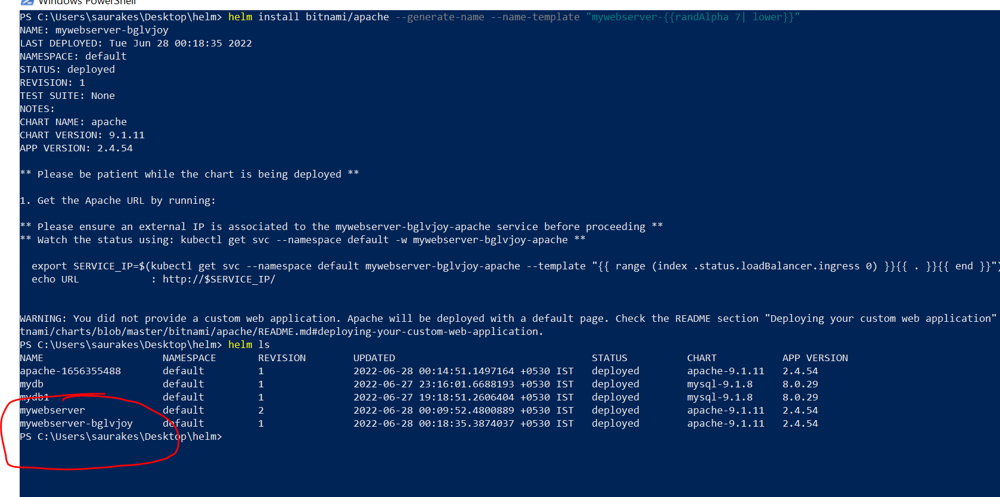 Windows PowerShell
PS C:\Users\saurakes\Desktop\helm> helm install bitnami/apache --generate-name --name-template "mywebserver-{{randAlpha 7| lower}}"
NAME: mywebserver-bglvjoy
LAST DEPLOYED: Tue Jun 28 00:18:35 2022
NAMESPACE: default
STATUS: deployed
REVISION: 1
TEST SUITE: None
NOTES:
CHART NAME: apache
CHART VERSION: 9.1.11
APP VERSION: 2.4.54
** Please be patient while the chart is being deployed **
1. Get the Apache URL by running:
** Please ensure an external IP is associated to the mywebserver-bglvjoy-apache service before proceeding **
** Watch the status using: kubectl get svc --namespace default -w mywebserver-bglvjoy-apache **
export SERVICE_IP=$(kubectl get svc --namespace default mywebserver-bglvjoy-apache --template "{{ range (index .status.loadBalancer.ingress 0) }}{{ . }}{{ end }}")
echo URL : http://$SERVICE_IP/
WARNING: You did not provide a custom web application. Apache will be deployed with a default page. Check the README section "Deploying your custom web application"
tnami/charts/blob/master/bitnami/apache/README.md#deploying-your-custom-web-application.
PS C:\Users\saurakes\Desktop\helm> helm ls
NAME NAMESPACE REVISION UPDATED STATUS CHART APP VERSION
apache-1656355488 default 1 2022-06-28 00:14:51.1497164 +0530 IST deployed apache-9.1.11 2.4.54
mydb default 1 2022-06-27 23:16:01.6688193 +0530 IST deployed mysql-9.1.8 8.0.29
mydb1 default 1 2022-06-27 19:18:51.2606404 +0530 IST deployed mysql-9.1.8 8.0.29
mywebserver default 2 2022-06-28 00:09:52.4800889 +0530 IST deployed apache-9.1.11 2.4.54
mywebserver-bglvjoy default 1 2022-06-28 00:18:35.3874037 +0530 IST deployed apache-9.1.11 2.4.54
PS C:\Users\saurakes\Desktop\helm>